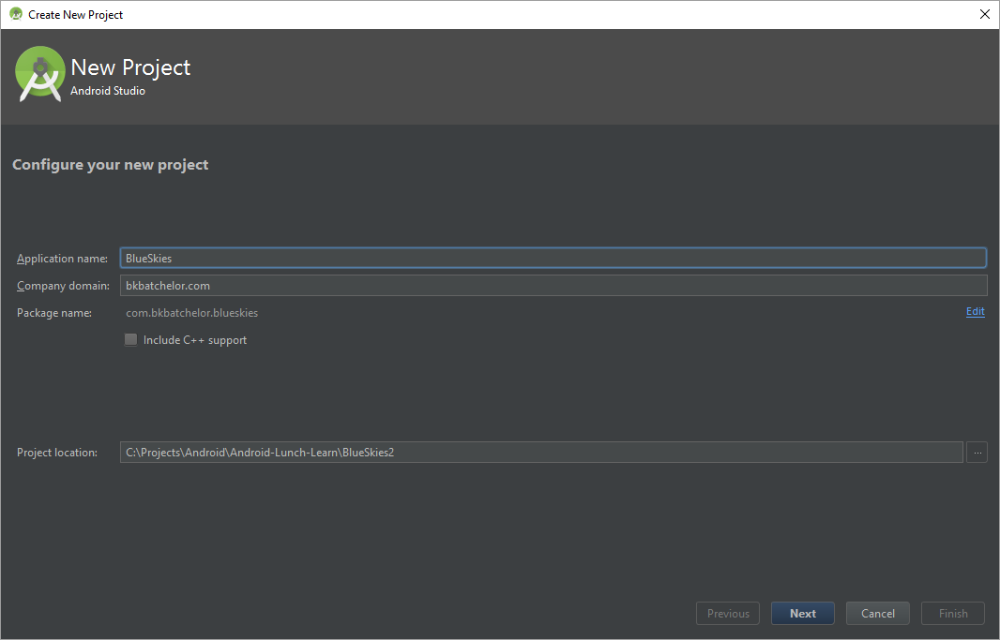 Create New Project
New Project
Android Studio
Configure your new project
Application name: BlueSkies
Company domain: bkbatchelor.com
Package name: com.bkbatchelor.blueskies Edit
Include C++ support
Project location: C:\Projects\Android\Android-Lunch-Learn\BlueSkies2 ...
Previous Next Cancel Finish